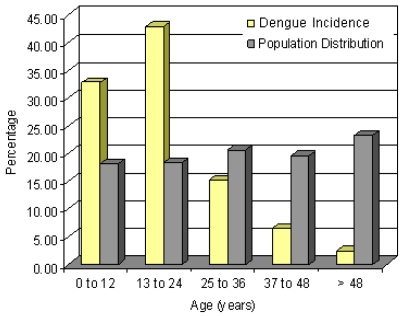 Dengue Incidence
Population Distribution
Percentage
45.00
40.00
35.00
30.00
25.00
20.00
15.00
10.00
5.00
0.00
0 to 12
13 to 24
25 to 36
37 to 48
> 48
Age (years)